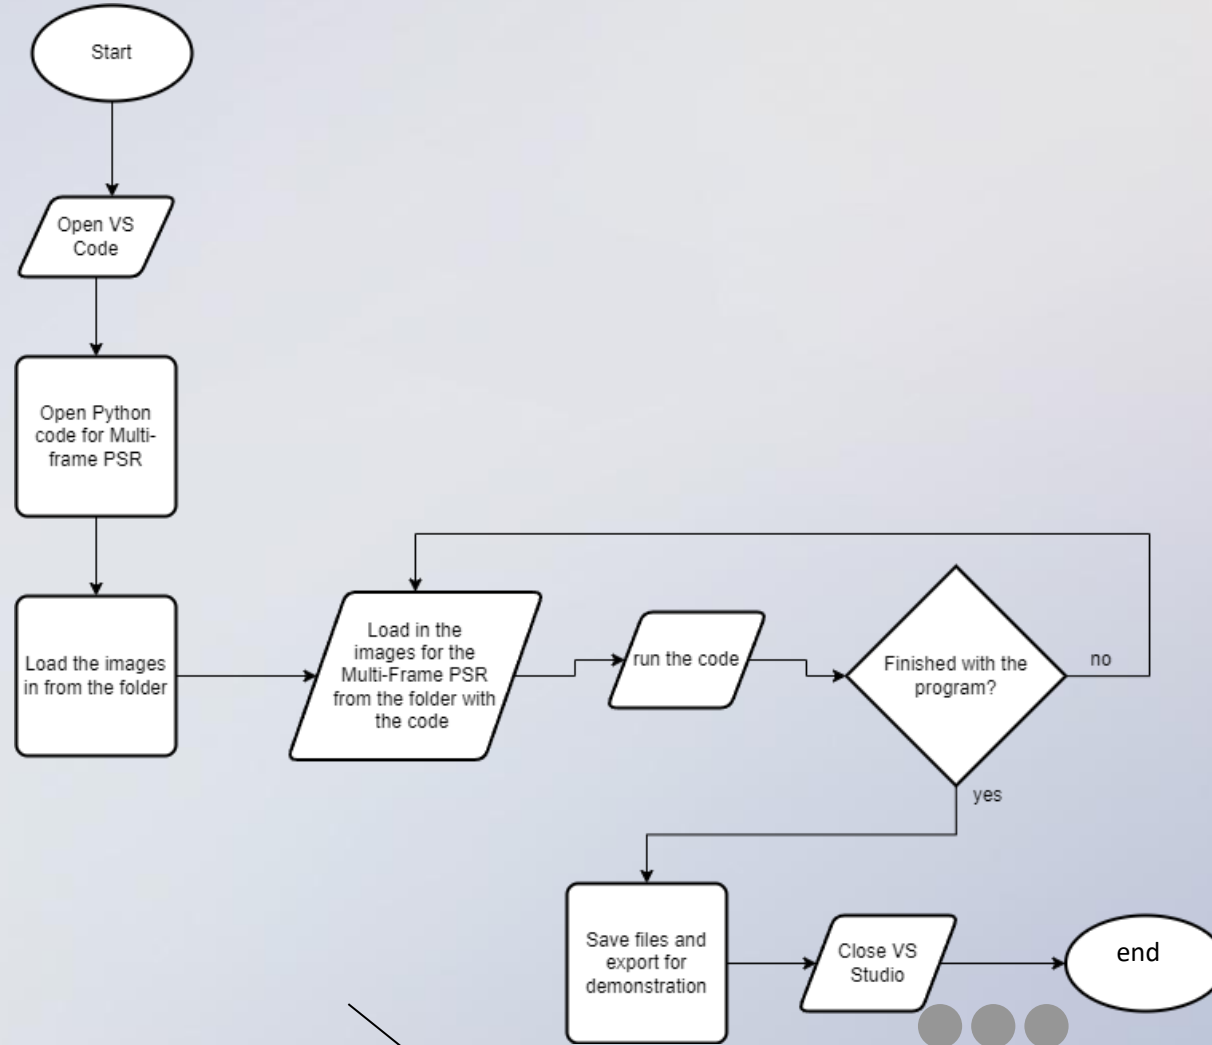 Start
Open VS
Code
Open Python
code for Multi-
frame PSR
Load the images
in from the folder
Load in the
images for the
Multi-Frame PSR
from the folder with
the code
run the code
Finished with the
program?
no
yes
Save files and
export for
demonstration
Close VS
Studio
end